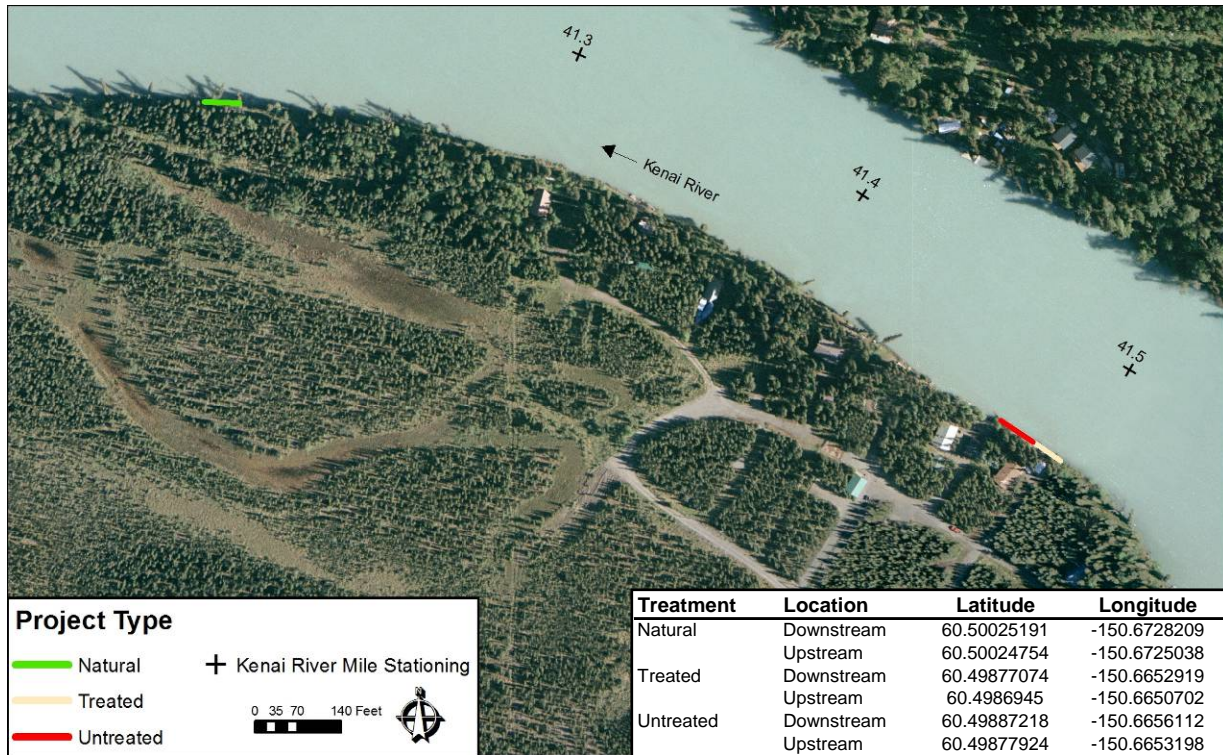 41.3
Kenai River
41.4
41.5
Project Type
Natural
Treated
Untreated
Kenai River Mile Stationing
0 35 70 140 Feet
N
Treatment Location Latitude Longitude
Natural Downstream 60.50025191 -150.6728209
Upstream 60.50024754 -150.6725038
Treated Downstream 60.49877074 -150.6652919
Upstream 60.4986945 -150.6650702
Untreated Downstream 60.49887218 -150.6656112
Upstream 60.49877924 -150.6653198